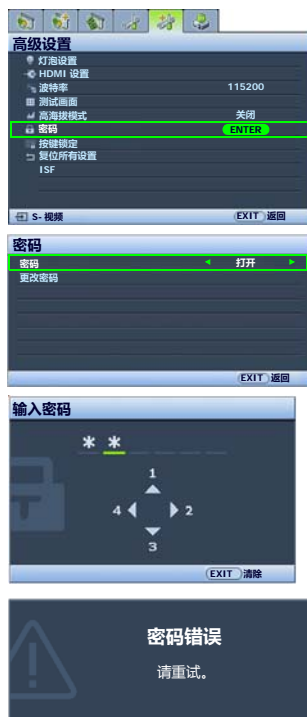 高级设置
灯泡设置
HDMI 设置
波特率 115200
测试画面
高海拔模式 关闭
密码 ENTER
按键锁定
复位所有设置
ISF
S- 视频 EXIT 返回
密码
密码 打开
更改密码
EXIT 返回
输入密码
* *
1
4 2
3
EXIT 清除
密码错误
请重试。